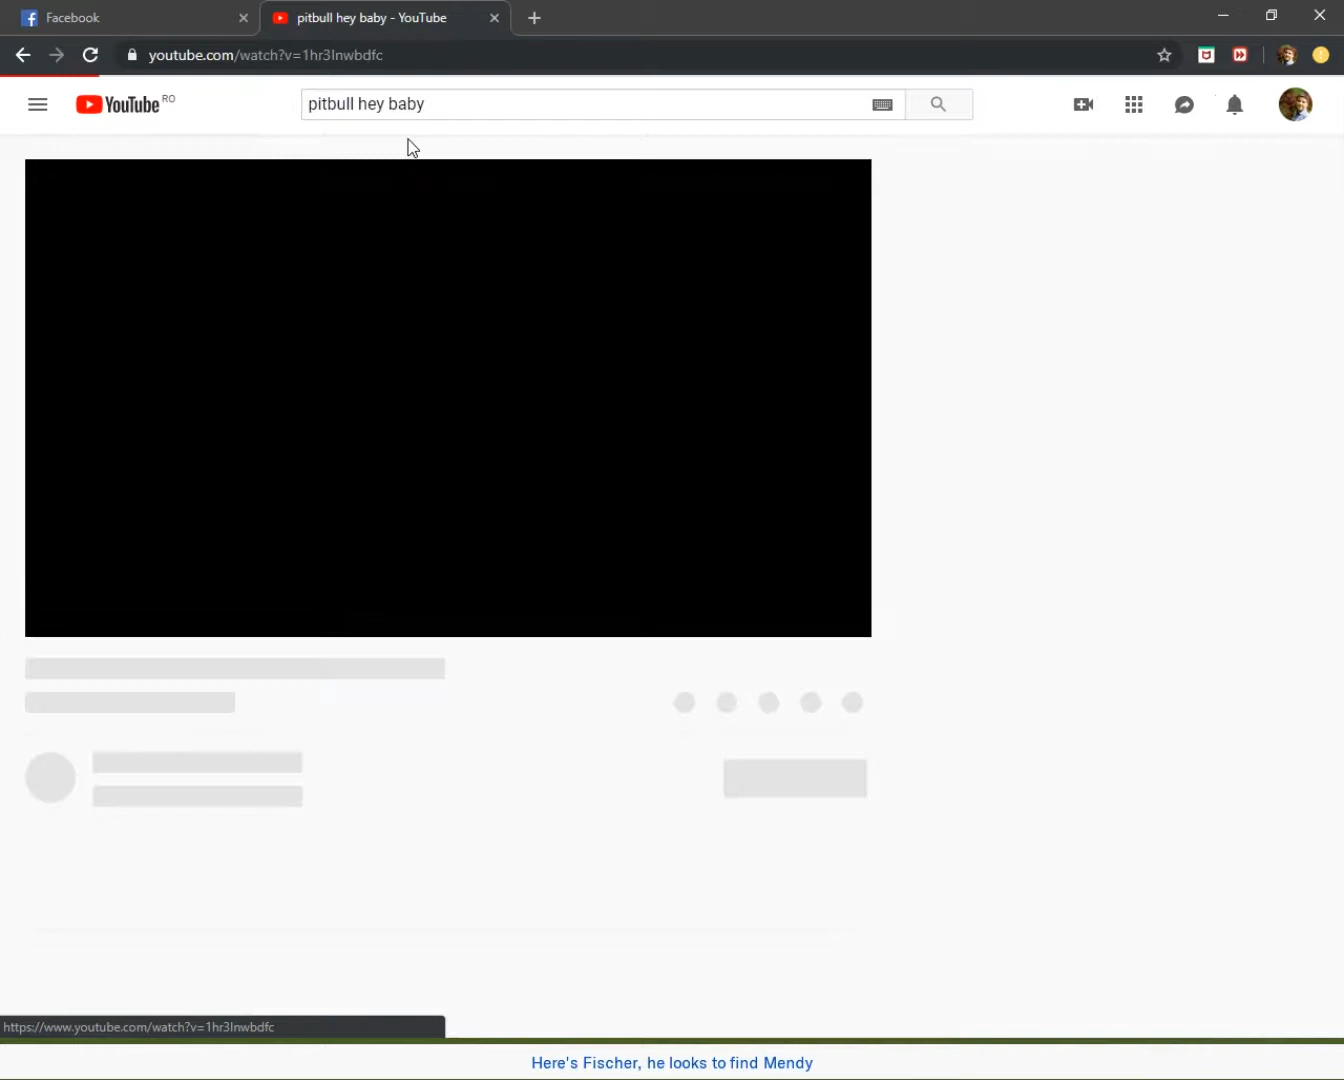 Facebook
pitbull hey baby - YouTube
youtube.com/watch?v=1hr3lnwbdfc
YouTube RO
pitbull hey baby
https://www.youtube.com/watch?v=1hr3lnwbdfc
Here's Fischer, he looks to find Mendy